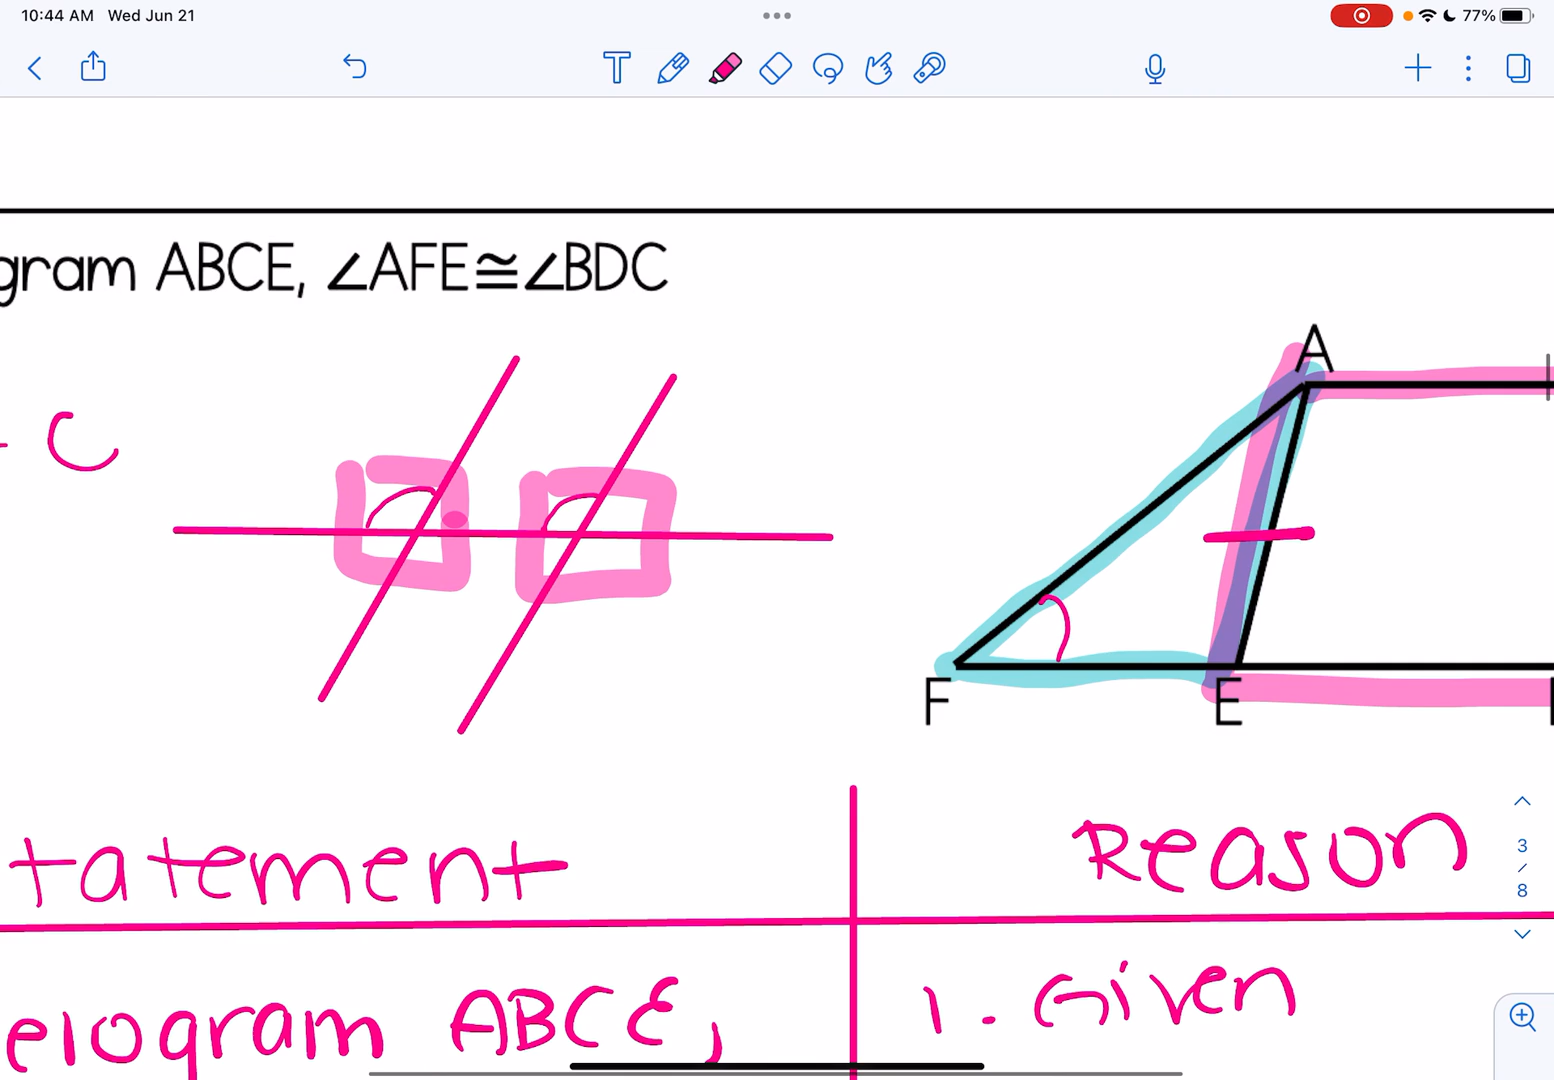 10:44 AM Wed Jun 21
77%
gram ABCE, ∠AFE≅∠BDC
A
C
F E
tatement Reason
3
/
8
elogram ABCE, 1. Given